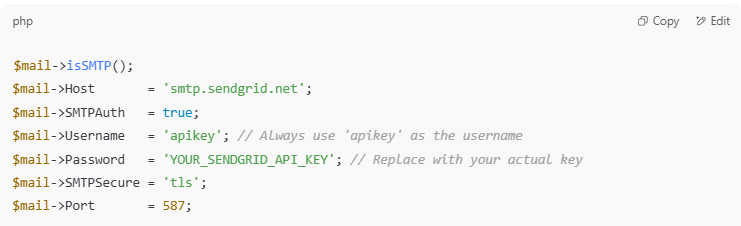 php
Copy
Edit
$mail->isSMTP();
$mail->Host       = 'smtp.sendgrid.net';
$mail->SMTPAuth   = true;
$mail->Username   = 'apikey'; // Always use 'apikey' as the username
$mail->Password   = 'YOUR_SENDGRID_API_KEY'; // Replace with your actual key
$mail->SMTPSecure = 'tls';
$mail->Port       = 587;